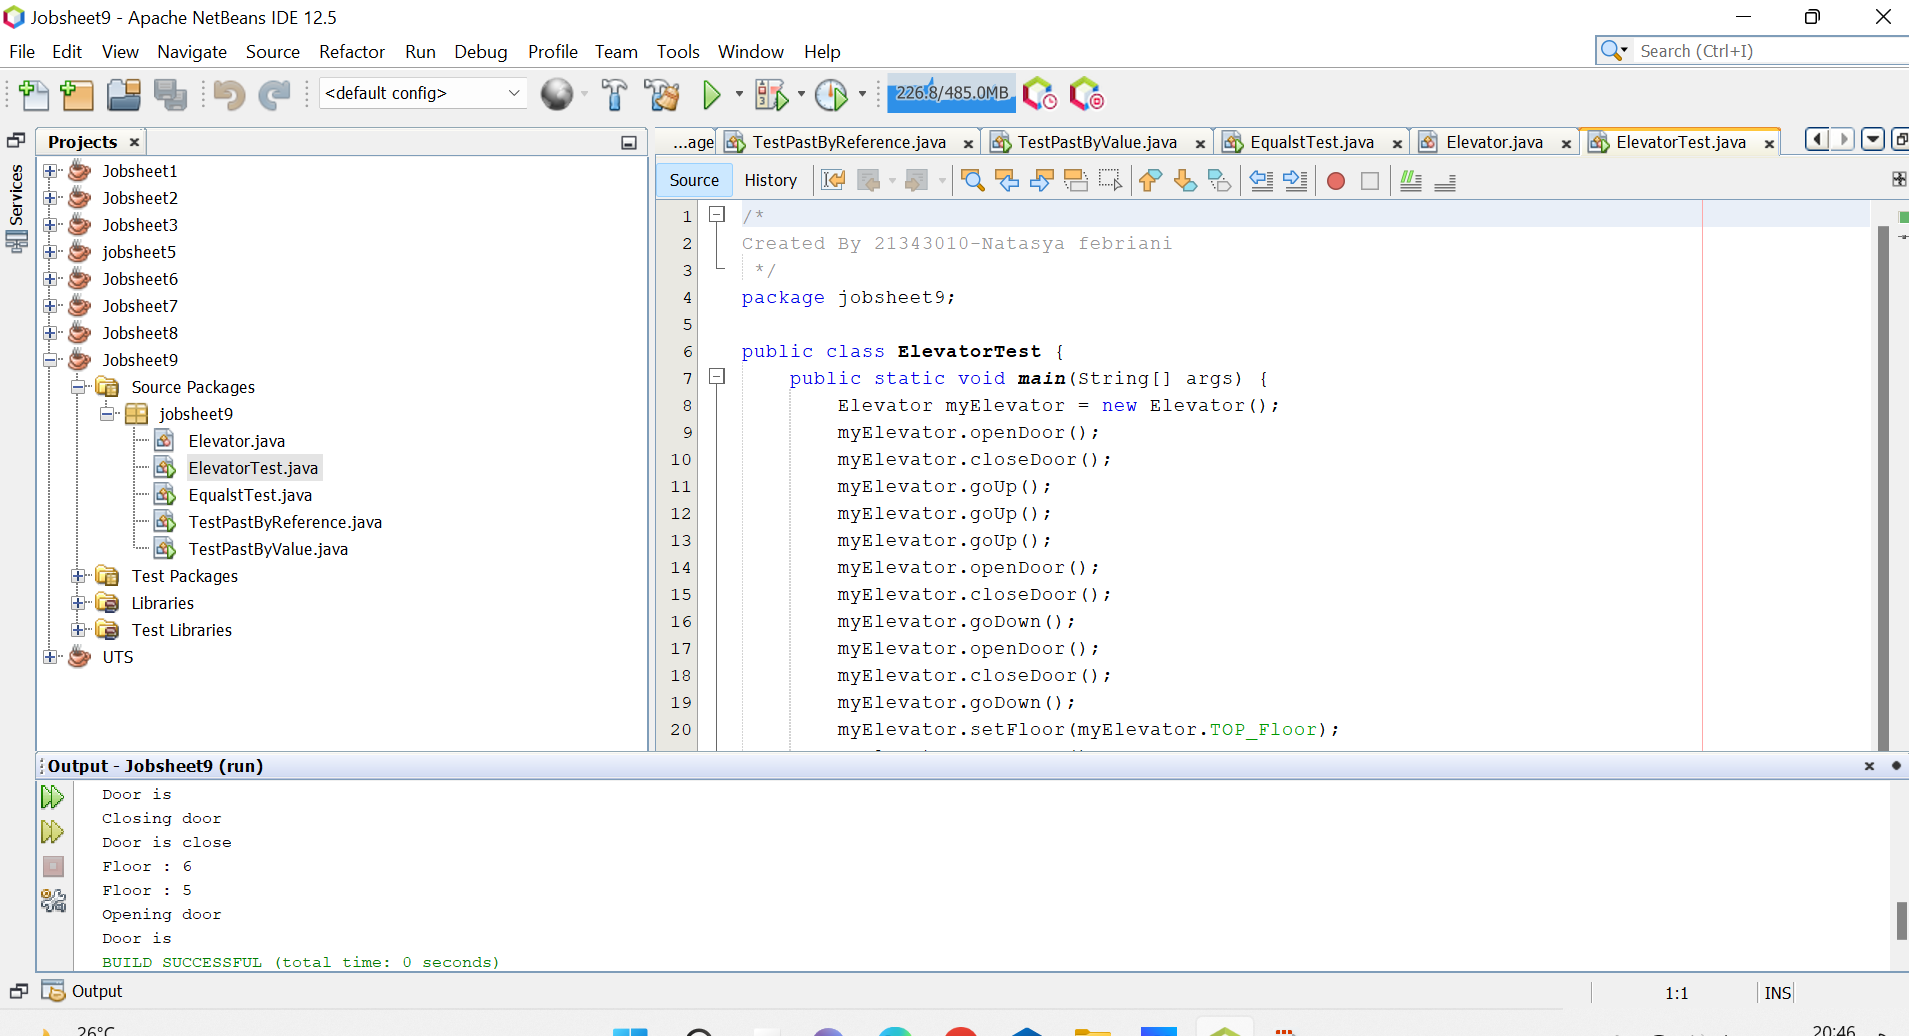 Jobsheet9 - Apache NetBeans IDE 12.5
File Edit View Navigate Source Refactor Run Debug Profile Team Tools Window Help
Search (Ctrl+I)
<default config>
226.8/485.0MB
Projects
...age
TestPastByReference.java
TestPastByValue.java
EqualstTest.java
Elevator.java
ElevatorTest.java
Services
Jobsheet1
Jobsheet2
Jobsheet3
jobsheet5
Jobsheet6
Jobsheet7
Jobsheet8
Jobsheet9
Source Packages
jobsheet9
Elevator.java
ElevatorTest.java
EqualstTest.java
TestPastByReference.java
TestPastByValue.java
Test Packages
Libraries
Test Libraries
UTS
Source History
1 /*
2 Created By 21343010-Natasya febriani
3 */
4 package jobsheet9;
5
6 public class ElevatorTest {
7 public static void main(String[] args) {
8 Elevator myElevator = new Elevator();
9 myElevator.openDoor();
10 myElevator.closeDoor();
11 myElevator.goUp();
12 myElevator.goUp();
13 myElevator.goUp();
14 myElevator.openDoor();
15 myElevator.closeDoor();
16 myElevator.goDown();
17 myElevator.openDoor();
18 myElevator.closeDoor();
19 myElevator.goDown();
20 myElevator.setFloor(myElevator.TOP_Floor);
Output - Jobsheet9 (run)
Door is
Closing door
Door is close
Floor : 6
Floor : 5
Opening door
Door is
BUILD SUCCESSFUL (total time: 0 seconds)
Output
1:1
INS
26°C
20:46